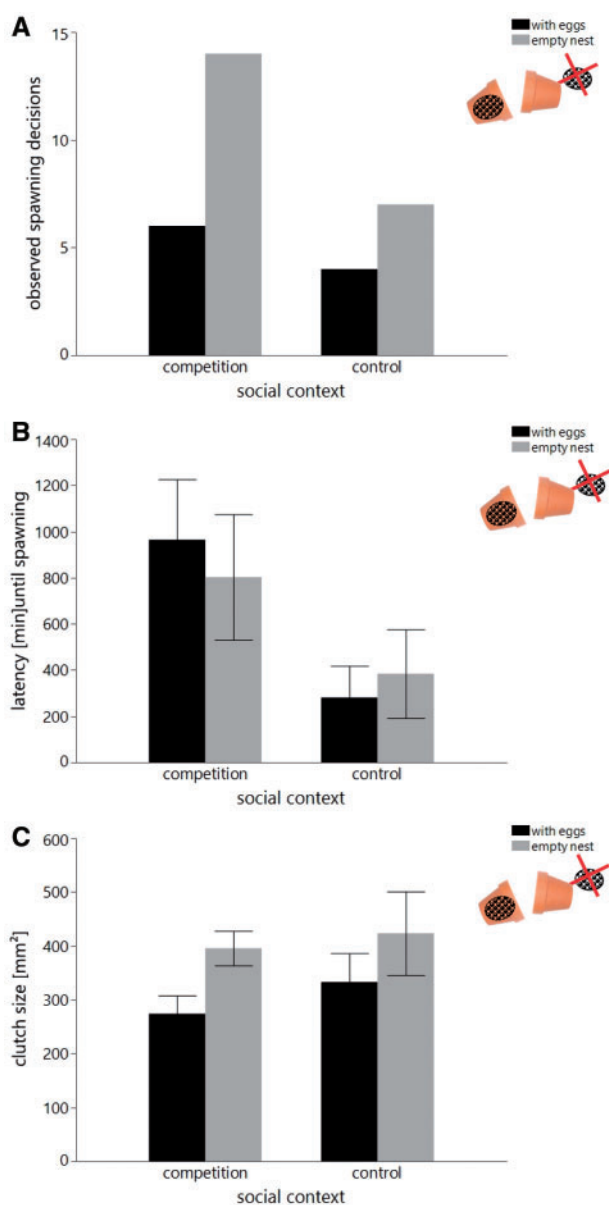 A
with eggs
empty nest
15
10
5
0
observed spawning decisions
competition
control
social context
B
with eggs
empty nest
1400
1200
1000
800
600
400
200
0
latency [min]until spawning
competition
control
social context
C
with eggs
empty nest
600
500
400
300
200
100
0
clutch size [mm²]
competition
control
social context